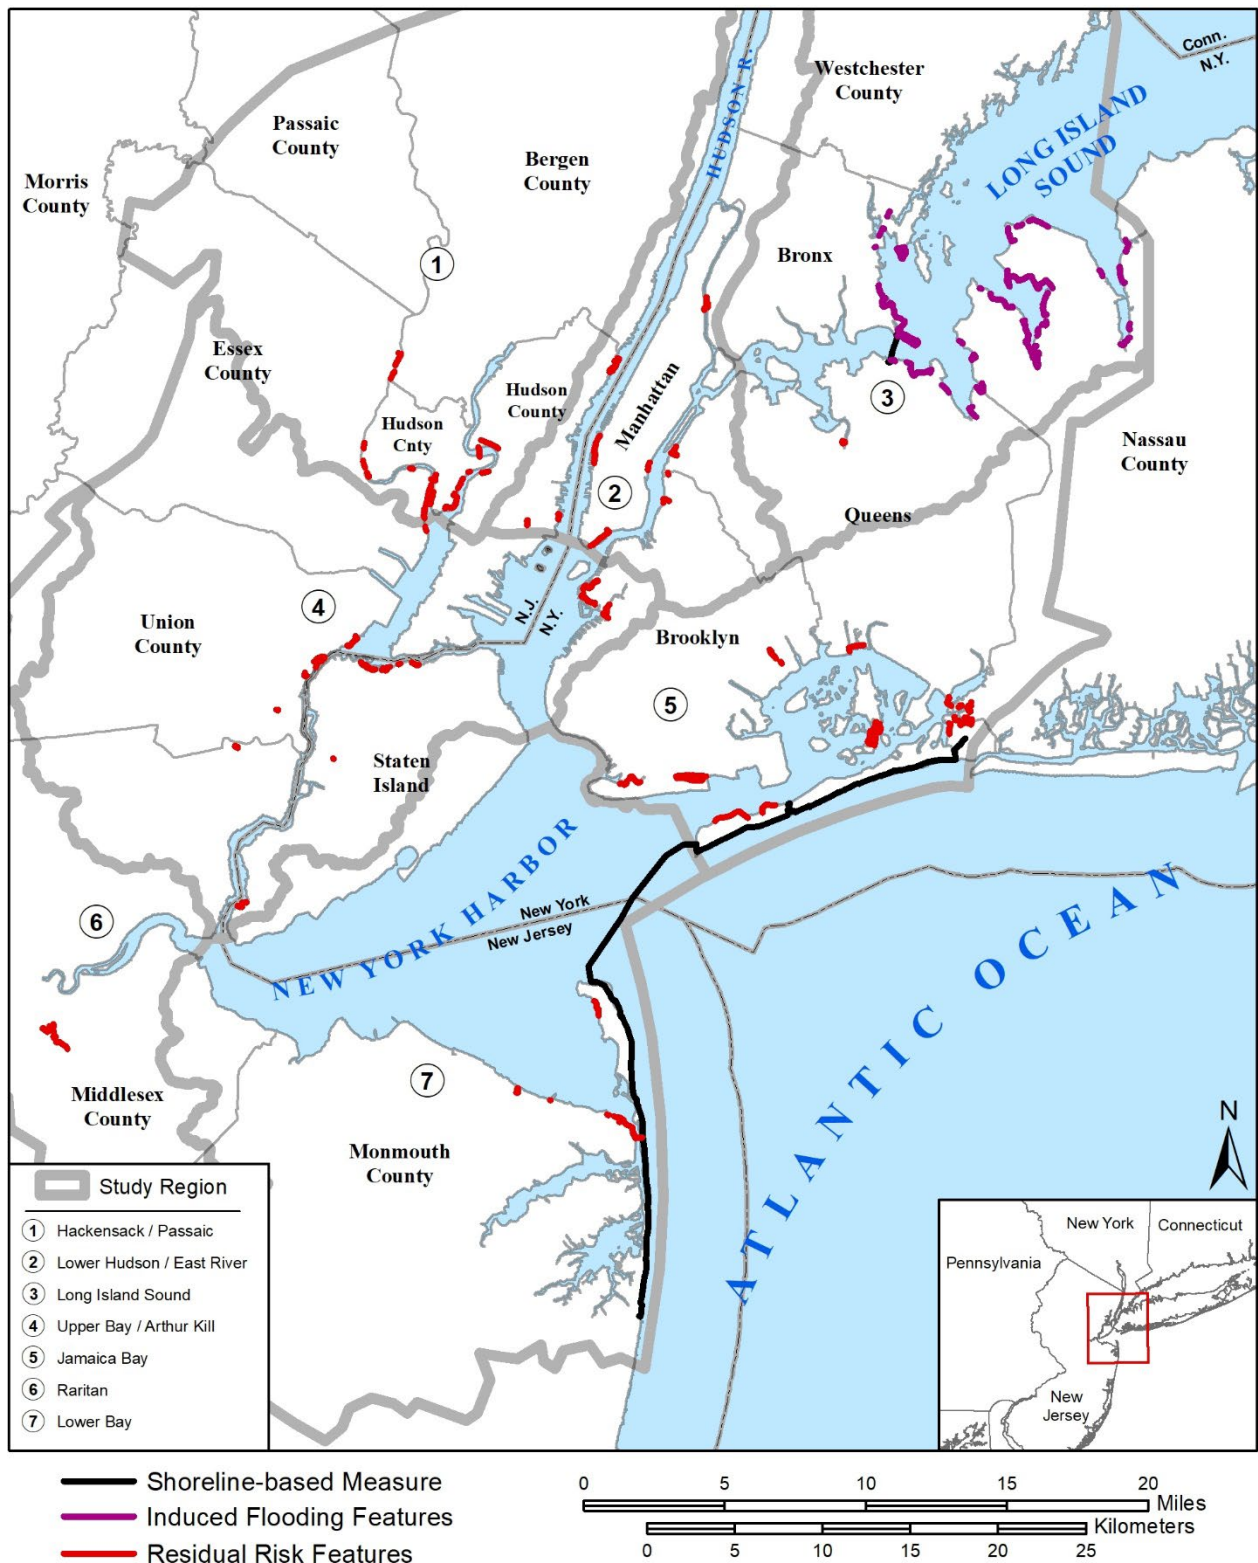 Conn.
N.Y.
Westchester
County
HUDSON R.
LONG ISLAND
SOUND
Passaic
County
Bergen
County
Morris
County
Bronx
1
Essex
County
Hudson
County
Manhattan
3
Hudson
Cnty
Nassau
County
2
Queens
4
N.J.
N.Y.
Union
County
Brooklyn
5
Staten
Island
NEW YORK HARBOR
6
New York
New Jersey
ATLANTIC OCEAN
7
Middlesex
County
Monmouth
County
N
Study Region
1 Hackensack / Passaic
2 Lower Hudson / East River
3 Long Island Sound
4 Upper Bay / Arthur Kill
5 Jamaica Bay
6 Raritan
7 Lower Bay
New York
Connecticut
Pennsylvania
New
Jersey
Shoreline-based Measure
Induced Flooding Features
Residual Risk Features
0 5 10 15 20
Miles
Kilometers
0 5 10 15 20 25